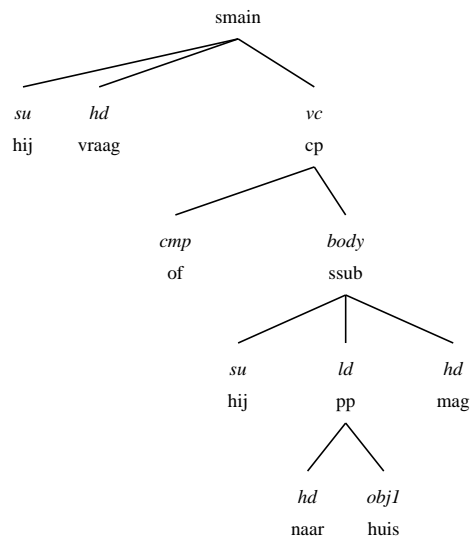 smain
su hd vc
hij vraag cp
cmp body
of ssub
su ld hd
hij pp mag
hd obj1
naar huis